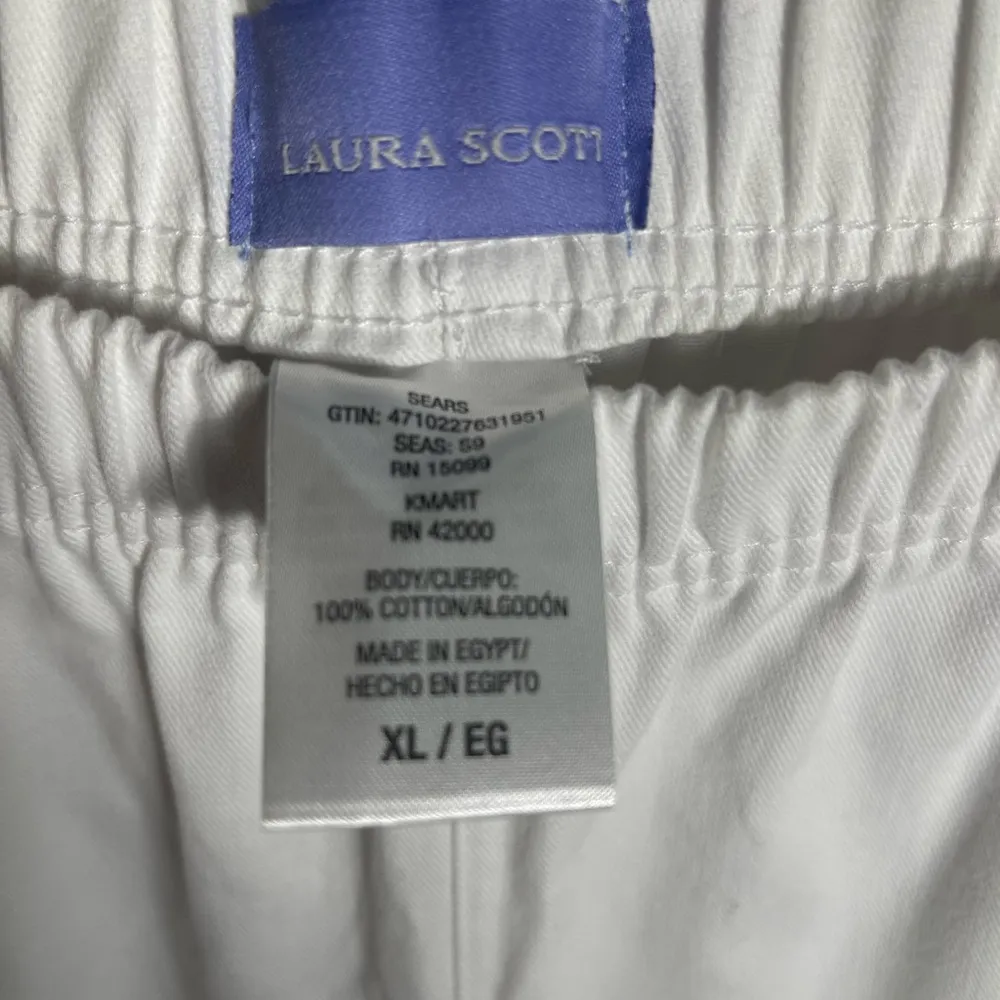 LAURA SCOTT
SEARS
GTIN: 4710227631951
SEAS: S9
RN 15099
KMART
RN 42000
BODY/CUERPO:
100% COTTON/ALGODÓN
MADE IN EGYPT/
HECHO EN EGIPTO
XL / EG